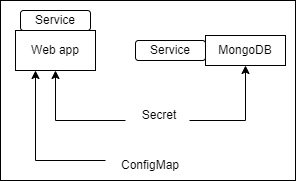 Service
Web app
Service
MongoDB
Secret
ConfigMap